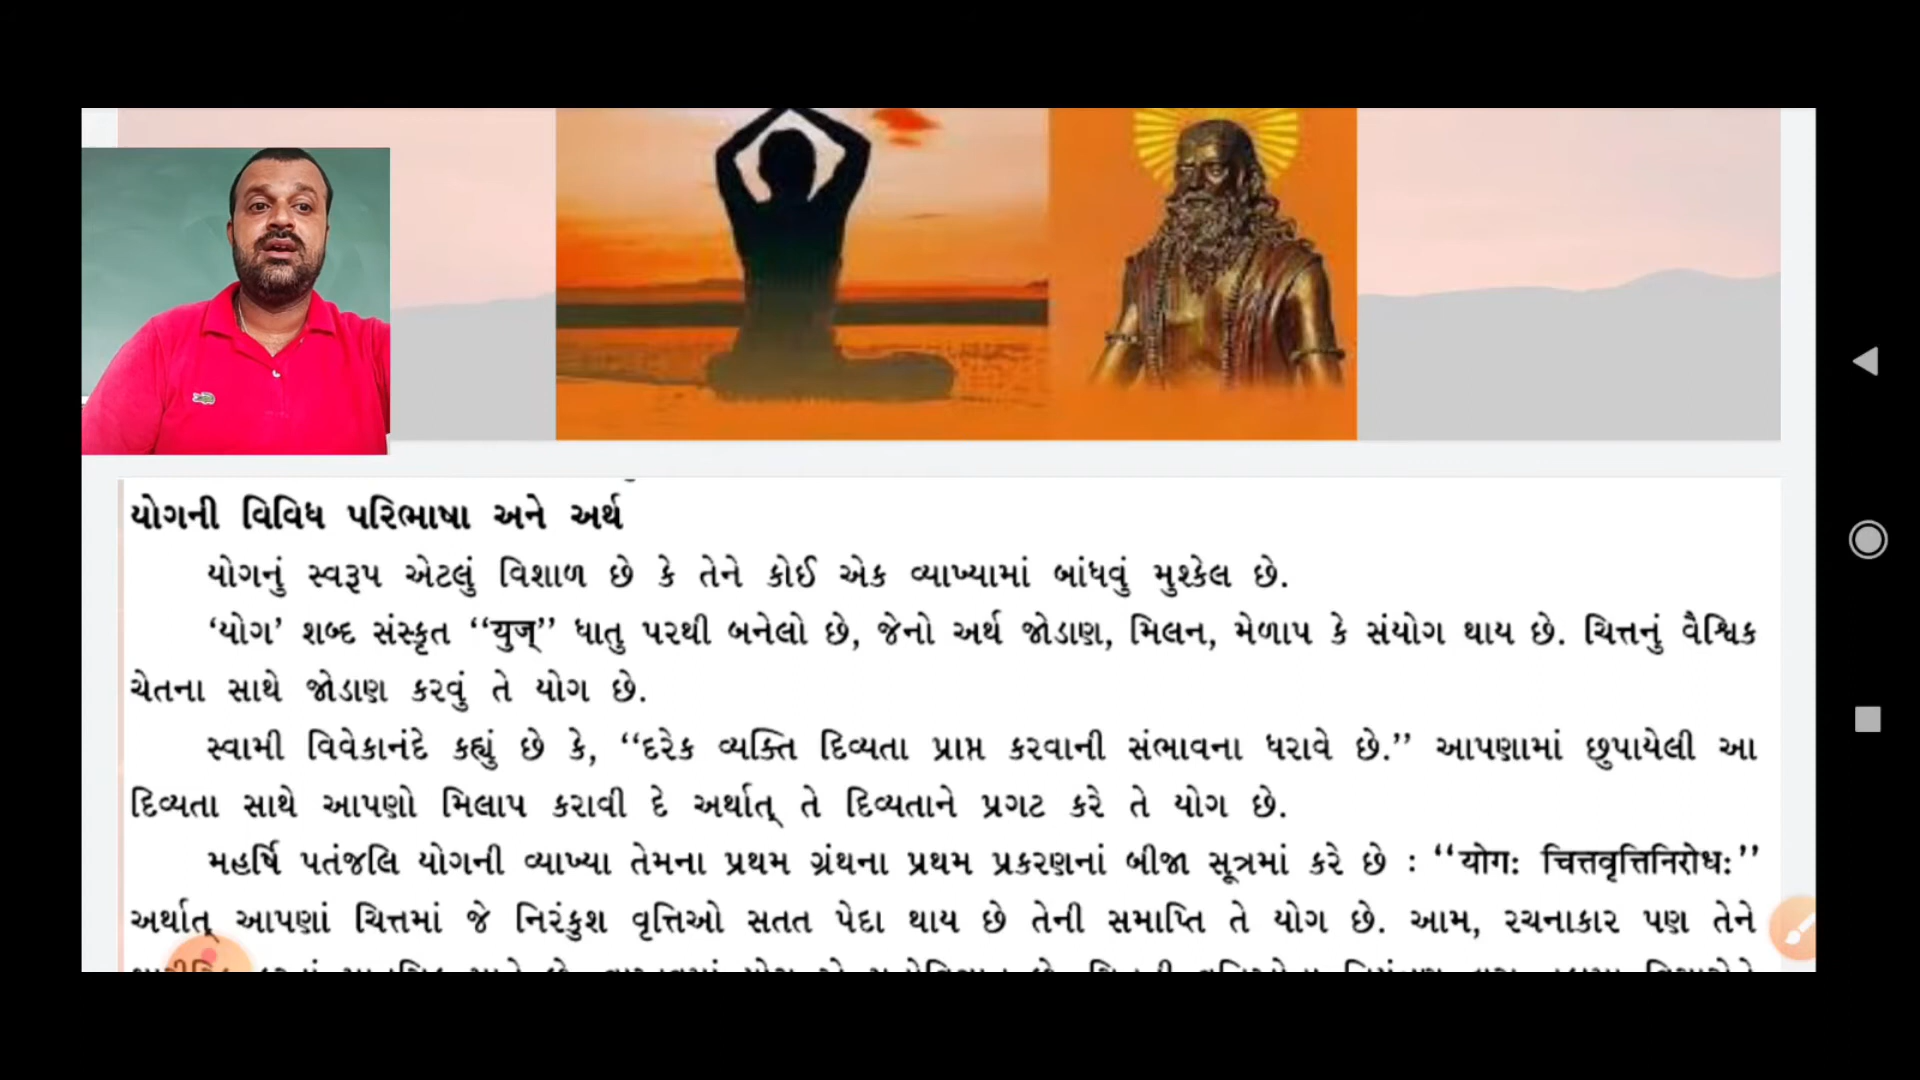 યોગની વિવિધ પરિભાષા અને અર્થ
યોગનું સ્વરૂપ એટલું વિશાળ છે કે તેને કોઈ એક વ્યાખ્યામાં બાંધવું મુશ્કેલ છે.
‘યોગ’ શબ્દ સંસ્કૃત ‘‘युज्’’ ધાતુ પરથી બનેલો છે, જેનો અર્થ જોડાણ, મિલન, મેળાપ કે સંયોગ થાય છે. ચિત્તનું વૈશ્વિક
ચેતના સાથે જોડાણ કરવું તે યોગ છે.
સ્વામી વિવેકાનંદે કહ્યું છે કે, ‘‘દરેક વ્યક્તિ દિવ્યતા પ્રાપ્ત કરવાની સંભાવના ધરાવે છે.’’ આપણામાં છુપાયેલી આ
દિવ્યતા સાથે આપણો મિલાપ કરાવી દે અર્થાત્ તે દિવ્યતાને પ્રગટ કરે તે યોગ છે.
મહર્ષિ પતંજલિ યોગની વ્યાખ્યા તેમના પ્રથમ ગ્રંથના પ્રથમ પ્રકરણનાં બીજા સૂત્રમાં કરે છે : ‘‘योगः चित्तवृत्तिनिरोधः’’
અર્થાત્ આપણાં ચિત્તમાં જે નિરંકુશ વૃત્તિઓ સતત પેદા થાય છે તેની સમાપ્તિ તે યોગ છે. આમ, રચનાકાર પણ તેને